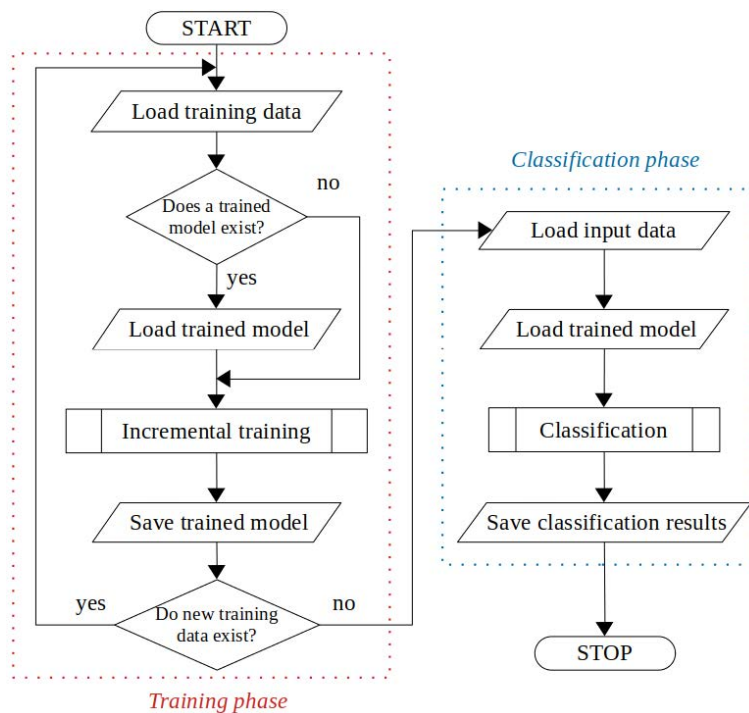 START
Load training data
no
Does a trained
model exist?
yes
Load trained model
Incremental training
Save trained model
yes
Do new training
data exist?
no
Training phase
Classification phase
Load input data
Load trained model
Classification
Save classification results
STOP